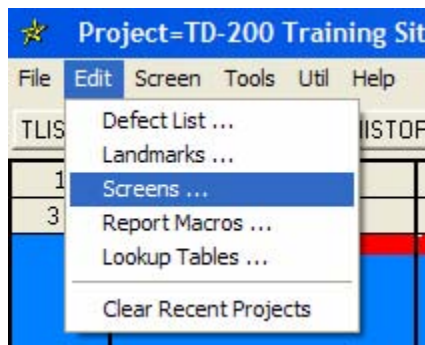 Project=TD-200 Training Sit
File Edit Screen Tools Util Help
TLIS
ISTOF
Defect List ...
Landmarks ...
1
Screens ...
3
Report Macros ...
Lookup Tables ...
Clear Recent Projects